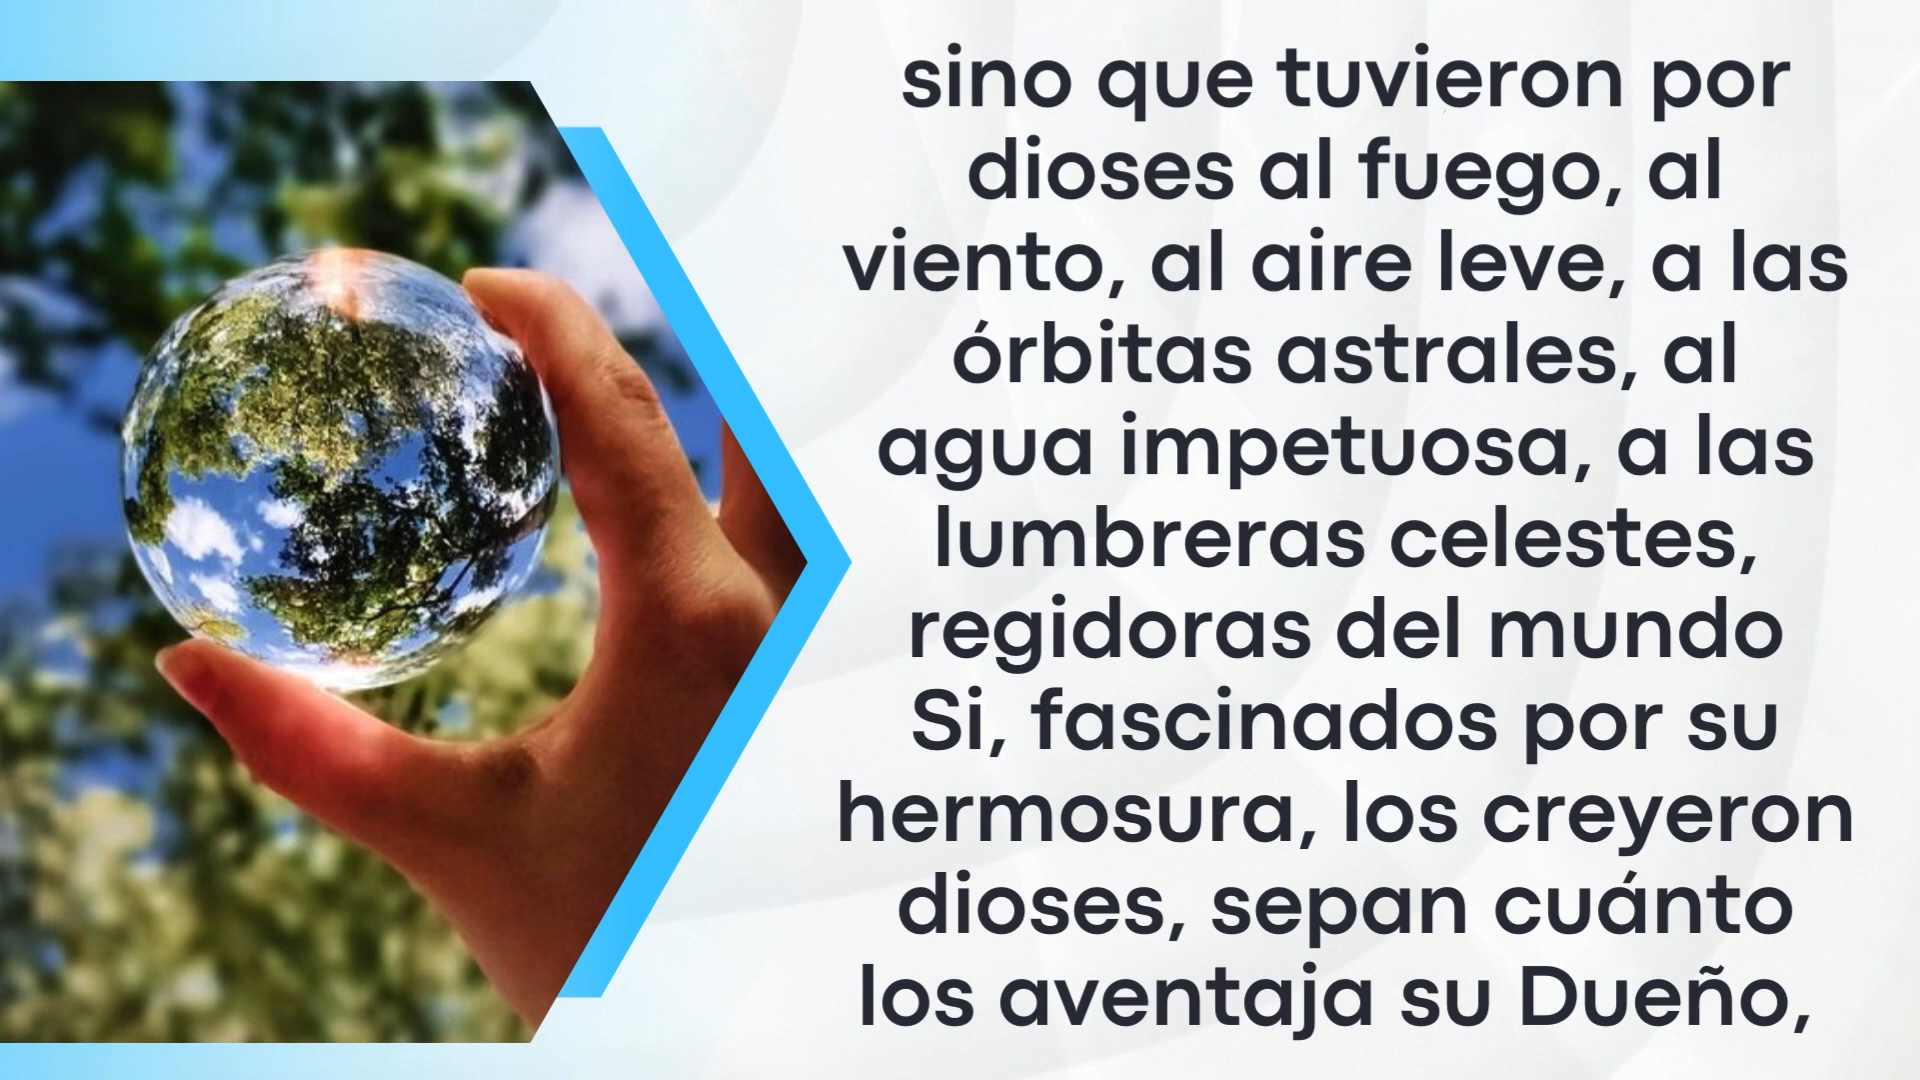 sino que tuvieron por
dioses al fuego, al
viento, al aire leve, a las
órbitas astrales, al
agua impetuosa, a las
lumbreras celestes,
regidoras del mundo
Si, fascinados por su
hermosura, los creyeron
dioses, sepan cuánto
los aventaja su Dueño,